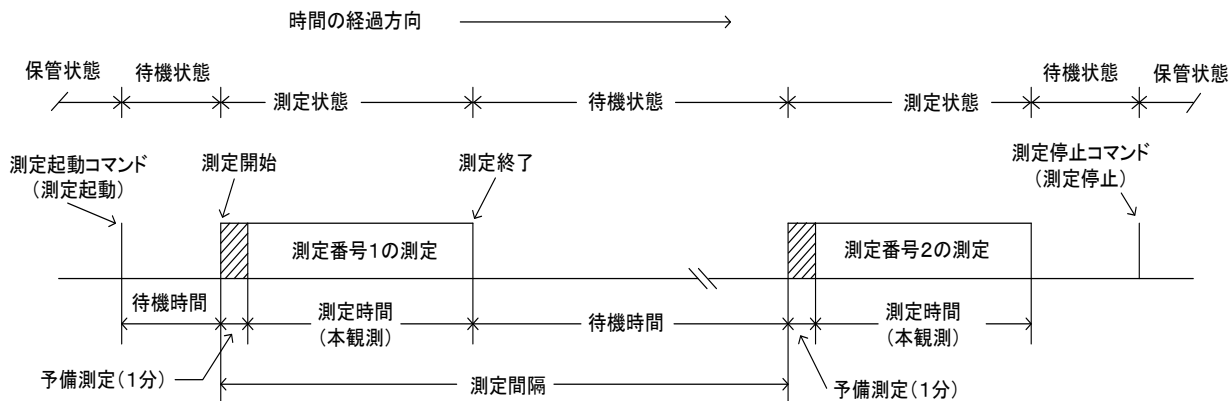 時間の経過方向
保管状態
待機状態
測定状態
待機状態
測定状態
待機状態
保管状態
測定起動コマンド
(測定起動)
測定開始
測定終了
測定停止コマンド
(測定停止)
測定番号1の測定
測定番号2の測定
待機時間
測定時間
(本観測)
待機時間
測定時間
(本観測)
予備測定(1分)
測定間隔
予備測定(1分)